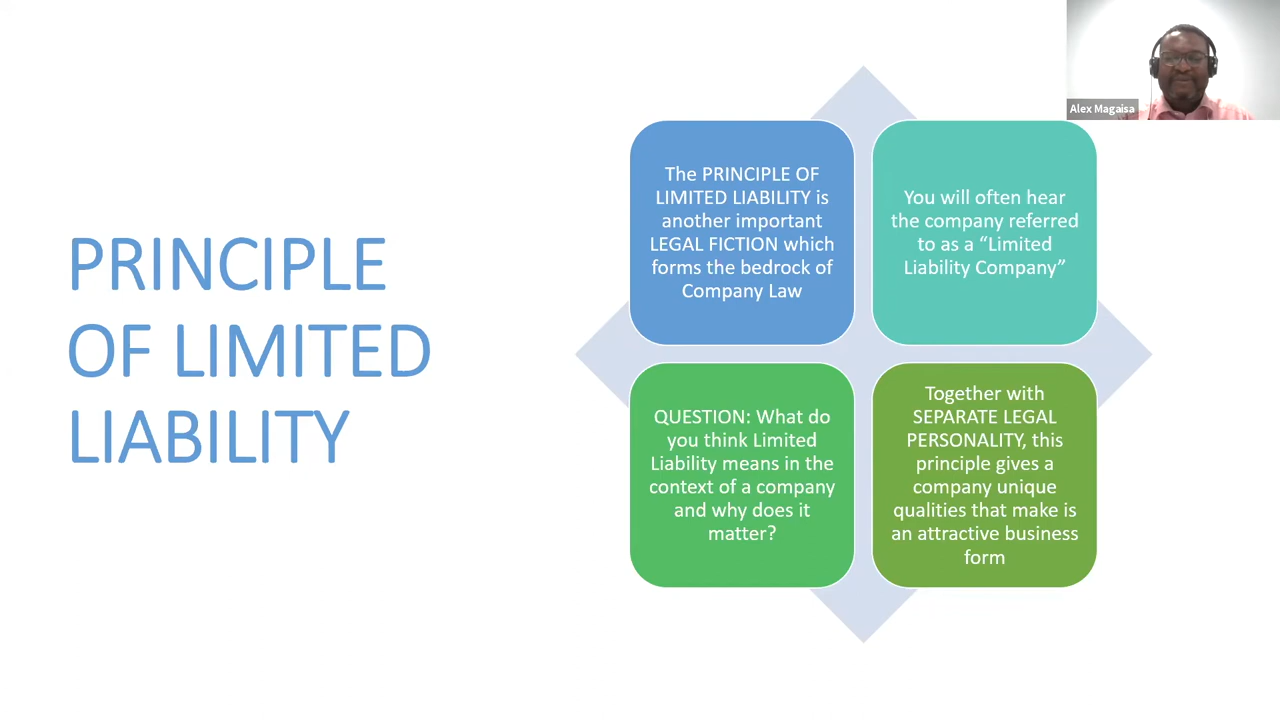 PRINCIPLE
OF LIMITED
LIABILITY
The PRINCIPLE OF
LIMITED LIABILITY is
another important
LEGAL FICTION which
forms the bedrock of
Company Law
You will often hear
the company referred
to as a “Limited
Liability Company”
QUESTION: What do
you think Limited
Liability means in the
context of a company
and why does it
matter?
Together with
SEPARATE LEGAL
PERSONALITY, this
principle gives a
company unique
qualities that make is
an attractive business
form
Alex Magaisa